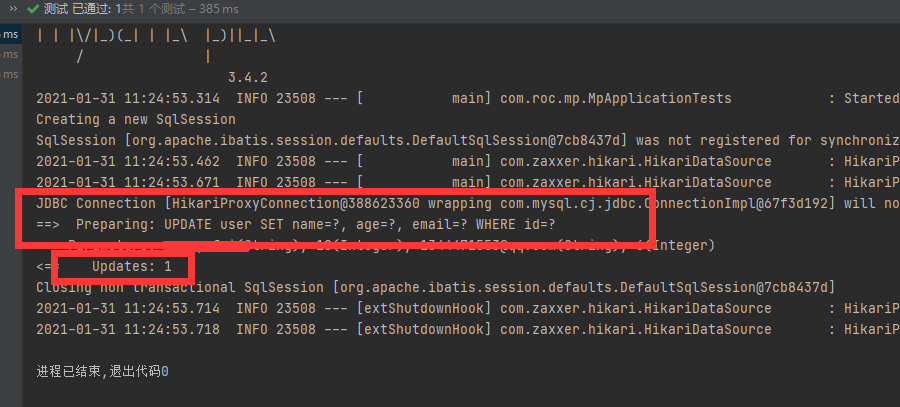 测试 已通过: 1共 1 个测试 – 385 ms
ms
ms
ms
| | |\/|_)(_| | |_\  |_)||_|_\
/ |
3.4.2
2021-01-31 11:24:53.314 INFO 23508 --- [ main] com.roc.mp.MpApplicationTests : Started
Creating a new SqlSession
SqlSession [org.apache.ibatis.session.defaults.DefaultSqlSession@7cb8437d] was not registered for synchroniz
2021-01-31 11:24:53.462 INFO 23508 --- [ main] com.zaxxer.hikari.HikariDataSource : HikariP
2021-01-31 11:24:53.671 INFO 23508 --- [ main] com.zaxxer.hikari.HikariDataSource : HikariP
JDBC Connection [HikariProxyConnection@388623360 wrapping com.mysql.cj.jdbc.ConnectionImpl@67f3d192] will no
==> Preparing: UPDATE user SET name=?, age=?, email=? WHERE id=?
(Integer)
Updates: 1
Closing non transactional SqlSession [org.apache.ibatis.session.defaults.DefaultSqlSession@7cb8437d]
2021-01-31 11:24:53.714 INFO 23508 --- [extShutdownHook] com.zaxxer.hikari.HikariDataSource : HikariP
2021-01-31 11:24:53.718 INFO 23508 --- [extShutdownHook] com.zaxxer.hikari.HikariDataSource : HikariP
进程已结束,退出代码0